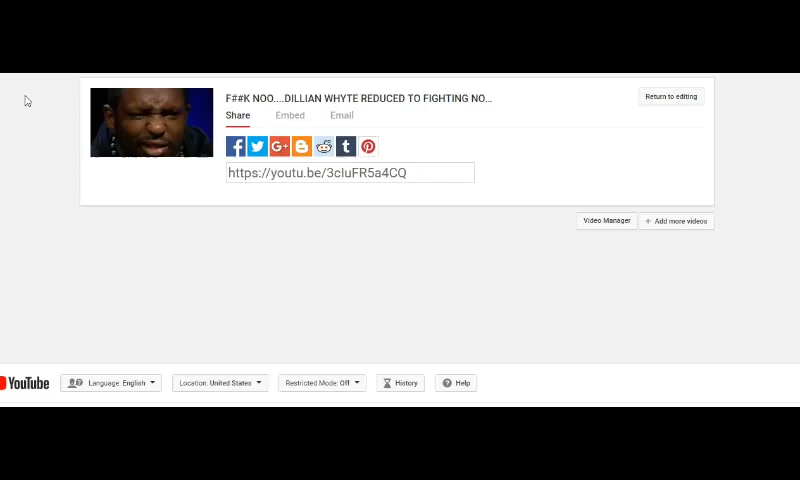 F##K NOO....DILLIAN WHYTE REDUCED TO FIGHTING NO...
Return to editing
Share Embed Email
https://youtu.be/3cIuFR5a4CQ
Video Manager + Add more videos
YouTube Language: English Location: United States Restricted Mode: Off History Help